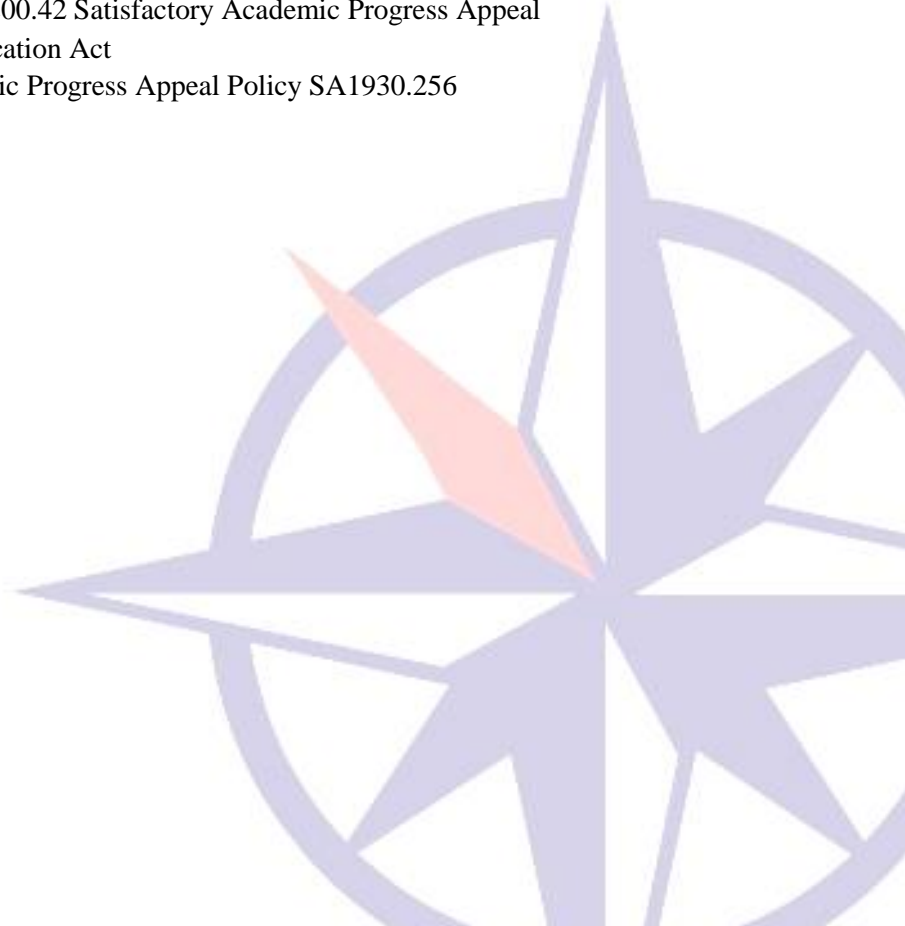 00.42 Satisfactory Academic Progress Appeal
cation Act
ic Progress Appeal Policy SA1930.256